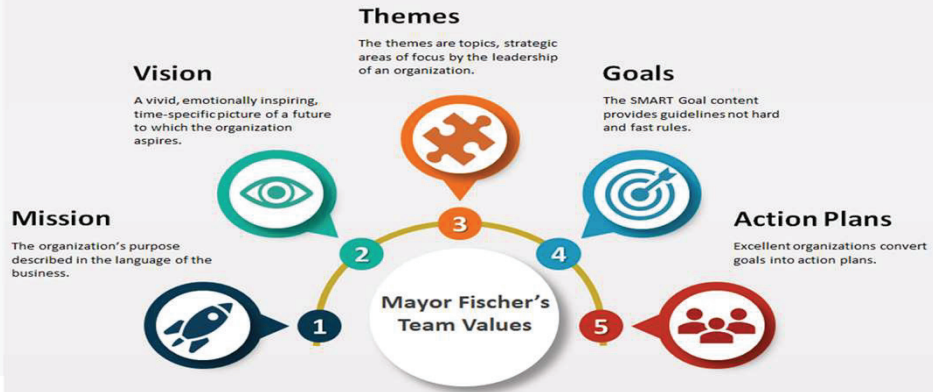 Mission
The organization's purpose
described in the language of the
business.
1
Vision
A vivid, emotionally inspiring,
time-specific picture of a future
to which the organization
aspires.
2
Themes
The themes are topics, strategic
areas of focus by the leadership
of an organization.
3
Goals
The SMART Goal content
provides guidelines not hard
and fast rules.
4
Action Plans
Excellent organizations convert
goals into action plans.
5
Mayor Fischer's
Team Values